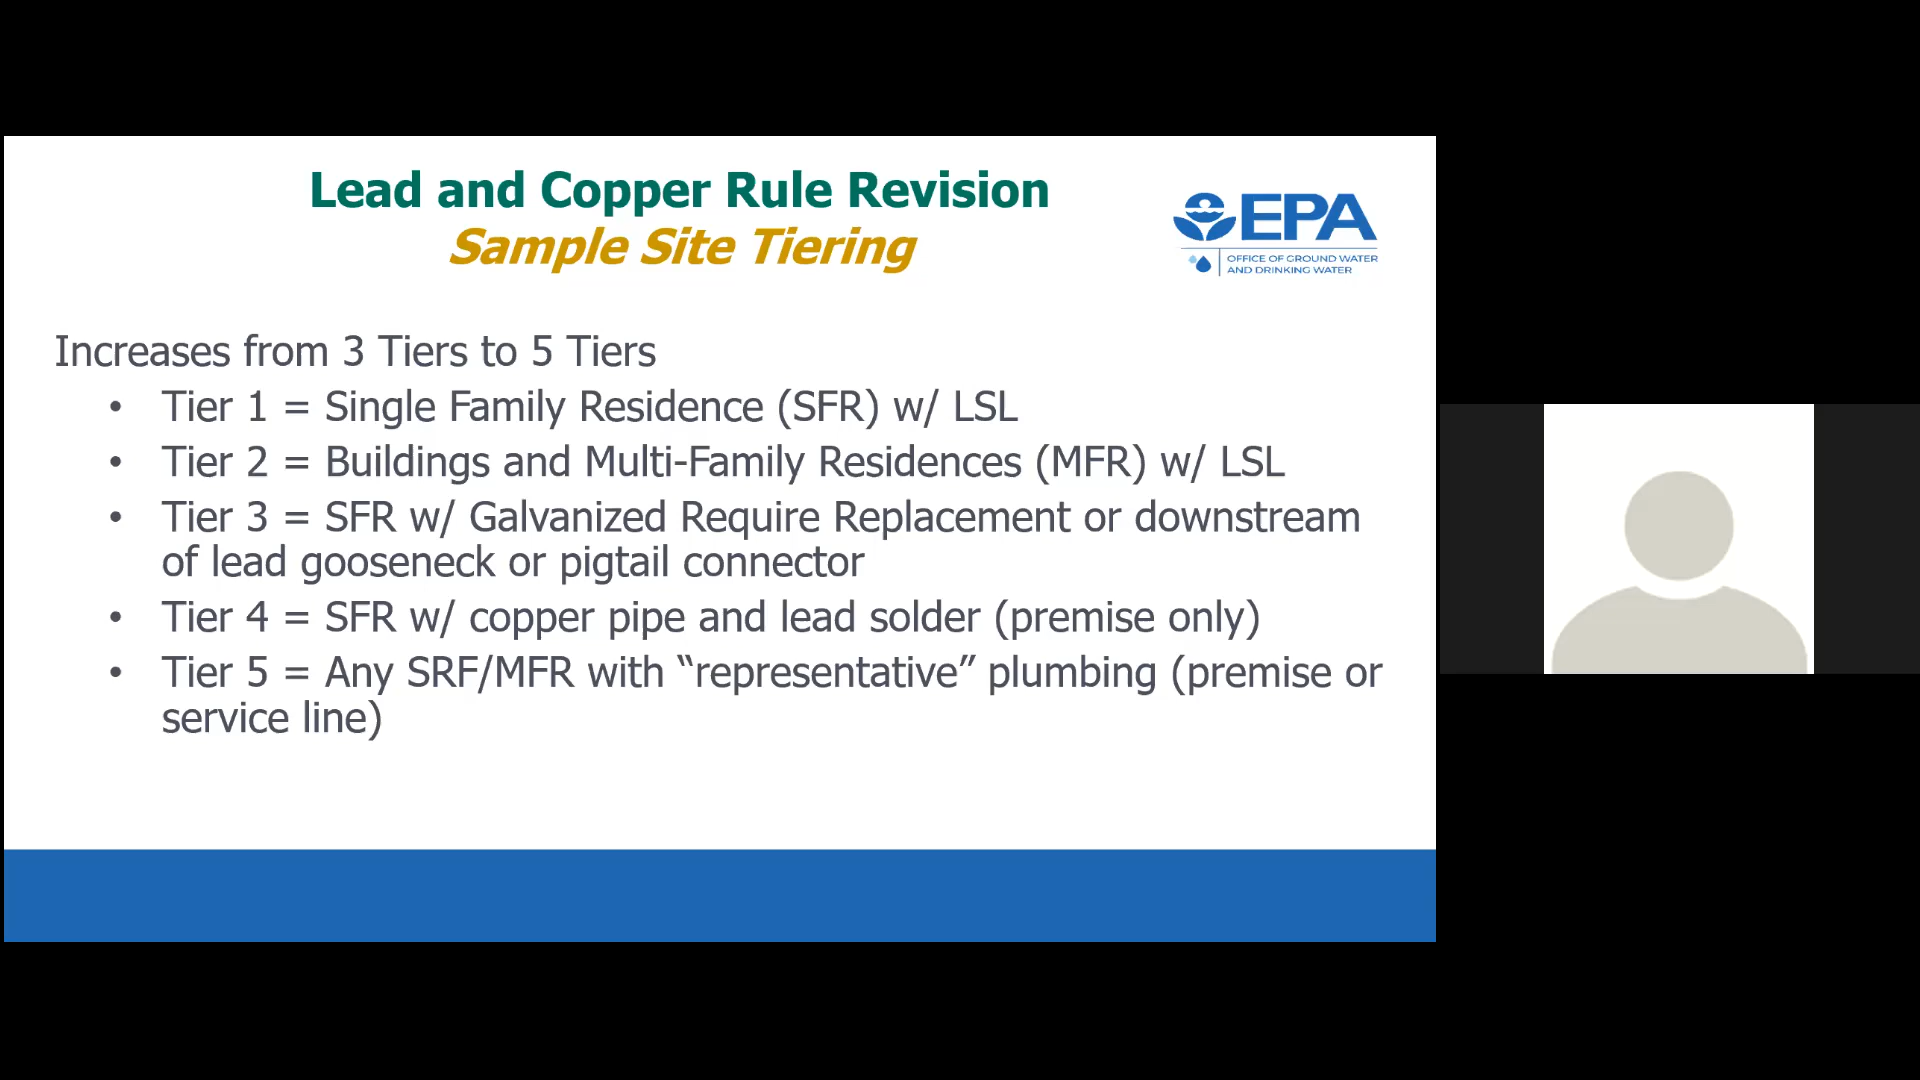 Lead and Copper Rule Revision
Sample Site Tiering
EPA
OFFICE OF GROUND WATER
AND DRINKING WATER
Increases from 3 Tiers to 5 Tiers
• Tier 1 = Single Family Residence (SFR) w/ LSL
• Tier 2 = Buildings and Multi-Family Residences (MFR) w/ LSL
• Tier 3 = SFR w/ Galvanized Require Replacement or downstream
of lead gooseneck or pigtail connector
• Tier 4 = SFR w/ copper pipe and lead solder (premise only)
• Tier 5 = Any SRF/MFR with “representative” plumbing (premise or
service line)